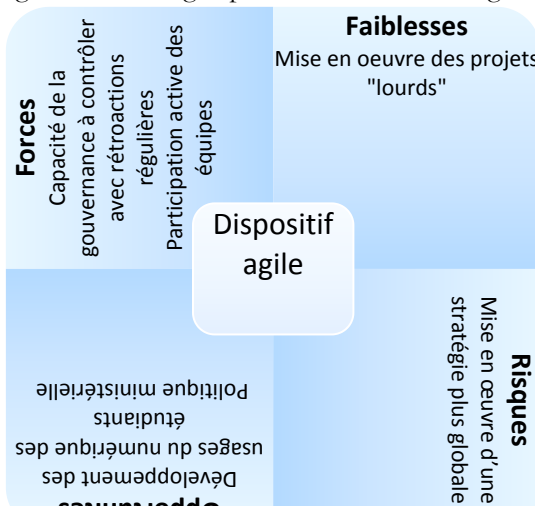 Faiblesses
Mise en oeuvre des projets
"lourds"
Forces
Capacité de la
gouvernance à contrôler
avec rétroactions
régulières
Participation active des
équipes
Dispositif
agile
Risques
Mise en œuvre d'une
stratégie plus globale
Opportunités
Développement des
usages du numérique des
étudiants
Politique ministérielle